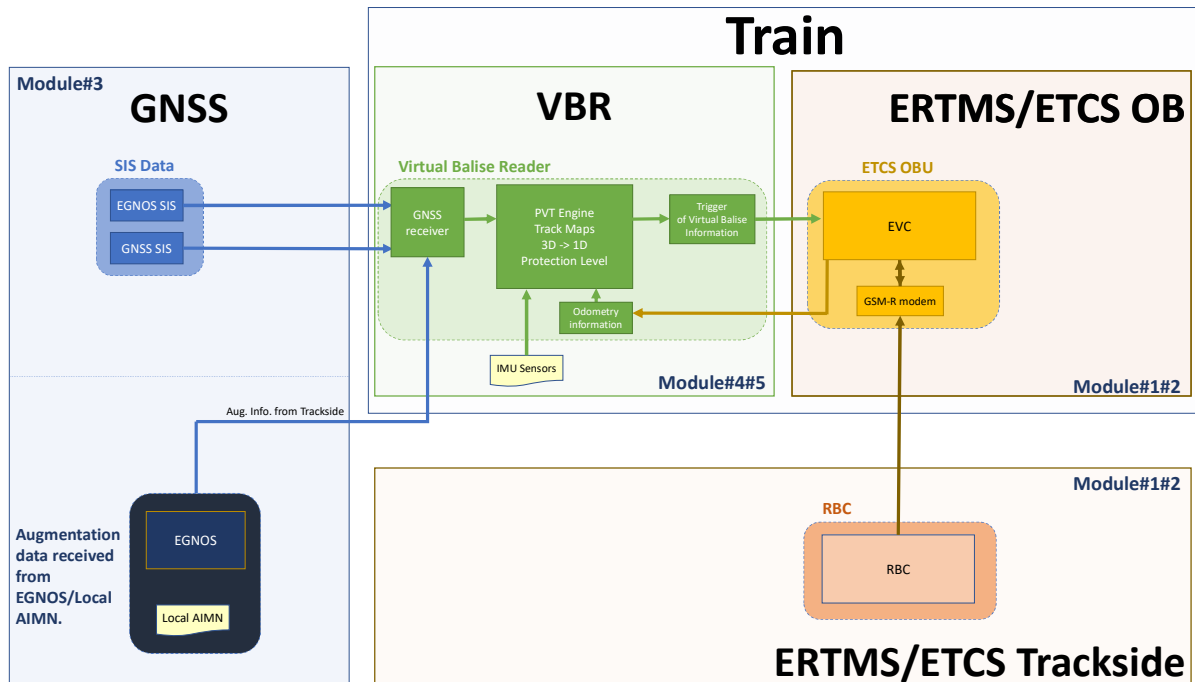 Train
Module#3
GNSS
VBR
ERTMS/ETCS OB
SIS Data
EGNOS SIS
GNSS SIS
Virtual Balise Reader
GNSS
receiver
PVT Engine
Track Maps
3D -> 1D
Protection Level
Trigger
of Virtual Balise
Information
Odometry
information
IMU Sensors
Module#4#5
ETCS OBU
EVC
GSM-R modem
Module#1#2
Aug. Info. from Trackside
Augmentation
data received
from
EGNOS/Local
AIMN.
EGNOS
Local AIMN
Module#1#2
RBC
RBC
ERTMS/ETCS Trackside